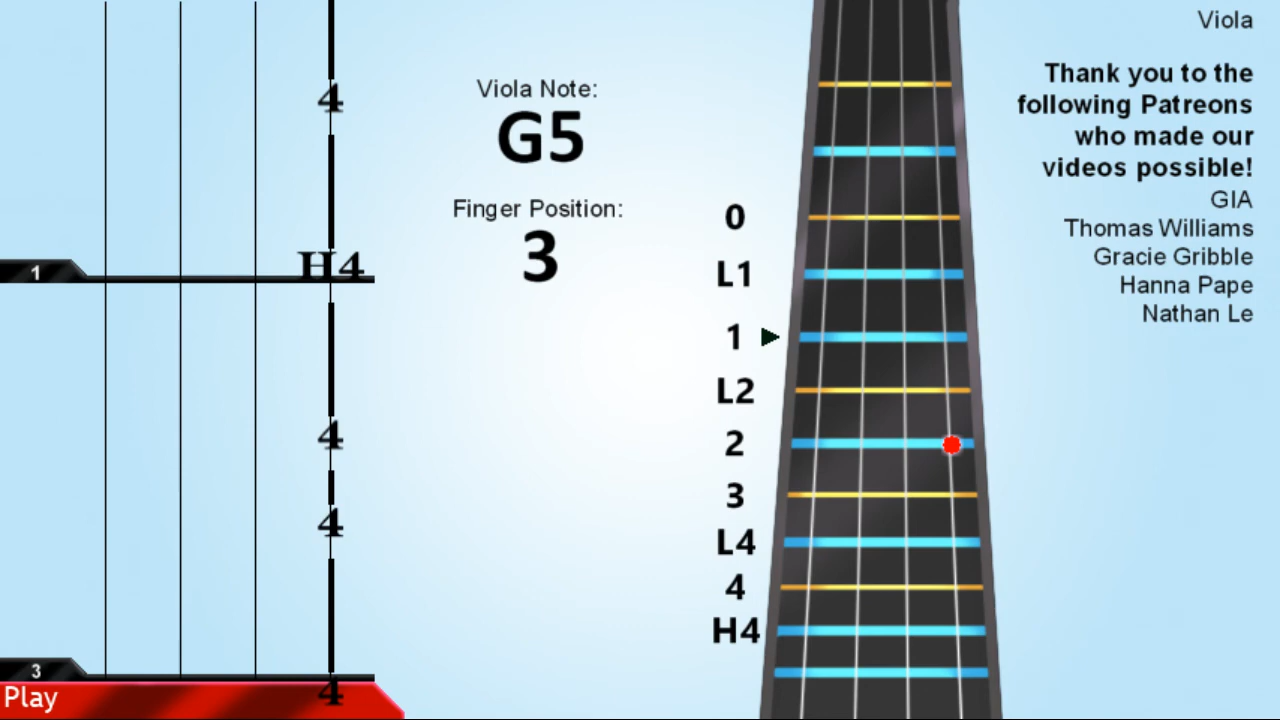 4
H4
1
4
4
3
Play
4
Viola Note:
G5
Finger Position:
3
0
L1
1
L2
2
3
L4
4
H4
Viola
Thank you to the
following Patreons
who made our
videos possible!
GIA
Thomas Williams
Gracie Gribble
Hanna Pape
Nathan Le